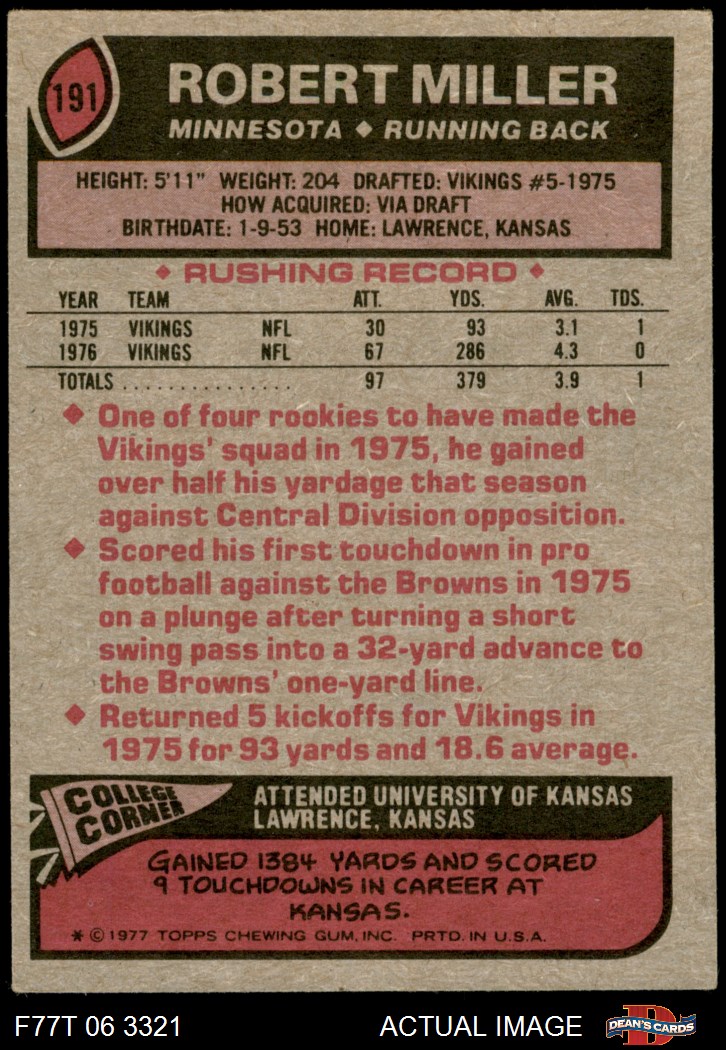 191
ROBERT MILLER
MINNESOTA ◆ RUNNING BACK
HEIGHT: 5'11" WEIGHT: 204 DRAFTED: VIKINGS #5-1975
HOW ACQUIRED: VIA DRAFT
BIRTHDATE: 1-9-53 HOME: LAWRENCE, KANSAS
◆ RUSHING RECORD ◆
YEAR TEAM ATT. YDS. AVG. TDS.
1975 VIKINGS NFL 30 93 3.1 1
1976 VIKINGS NFL 67 286 4.3 0
TOTALS . . . . . . . . . . . . . . . 97 379 3.9 1
◆ One of four rookies to have made the
Vikings' squad in 1975, he gained
over half his yardage that season
against Central Division opposition.
◆ Scored his first touchdown in pro
football against the Browns in 1975
on a plunge after turning a short
swing pass into a 32-yard advance to
the Browns' one-yard line.
◆ Returned 5 kickoffs for Vikings in
1975 for 93 yards and 18.6 average.
COLLEGE
CORNER
ATTENDED UNIVERSITY OF KANSAS
LAWRENCE, KANSAS
GAINED 1384 YARDS AND SCORED
9 TOUCHDOWNS IN CAREER AT
KANSAS.
* © 1977 TOPPS CHEWING GUM, INC. PRTD. IN U.S.A.
F77T 06 3321 ACTUAL IMAGE
D
DEAN'S CARDS